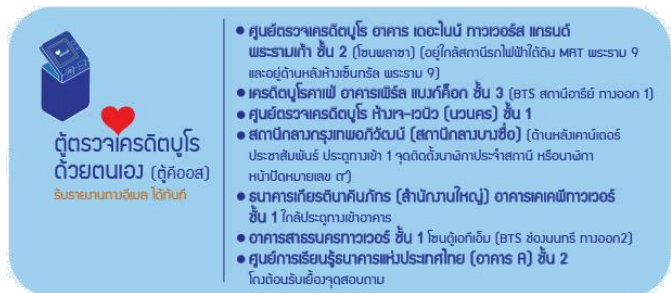 ตู้ตรวจเครดิตบูโร
ด้วยตนเอง (ตู้คีออส)
รับรายงานทางอีเมล ได้ทันที
• ศูนย์ตรวจเครดิตบูโร อาคาร เดอะไนน์ ทาวเวอร์ส แกรนด์
พระรามเก้า ชั้น 2 (โซนพลาซา) (อยู่ใกล้สถานีรถไฟฟ้าใต้ดิน MRT พระราม 9
และอยู่ด้านหลังห้างเซ็นทรัล พระราม 9)
• เครดิตบูโรคาเฟ่ อาคารเพิร์ล แบงก์ค็อก ชั้น 3 (BTS สถานีอารีย์ ทางออก 1)
• ศูนย์ตรวจเครดิตบูโร ห้างเจ-เวนิว (นวนคร) ชั้น 1
• สถานีกลางกรุงเทพอภิวัฒน์ (สถานีกลางบางซื่อ) (ด้านหลังเคาน์เตอร์
ประชาสัมพันธ์ ประตูทางเข้า 1 จุดติดตั้งนาฬิกาประจำสถานี หรือนาฬิกา
หน้าปัดหมายเลข ๙)
• ธนาคารเกียรตินาคินภัทร (สำนักงานใหญ่) อาคารเคเคพีทาวเวอร์
ชั้น 1 ใกล้ประตูทางเข้าอาคาร
• อาคารสาธรนครทาวเวอร์ ชั้น 1 โซนตู้เอทีเอ็ม (BTS ช่องนนทรี ทางออก2)
• ศูนย์การเรียนรู้ธนาคารแห่งประเทศไทย (อาคาร A) ชั้น 2
โถงต้อนรับเยื้องจุดสอบถาม